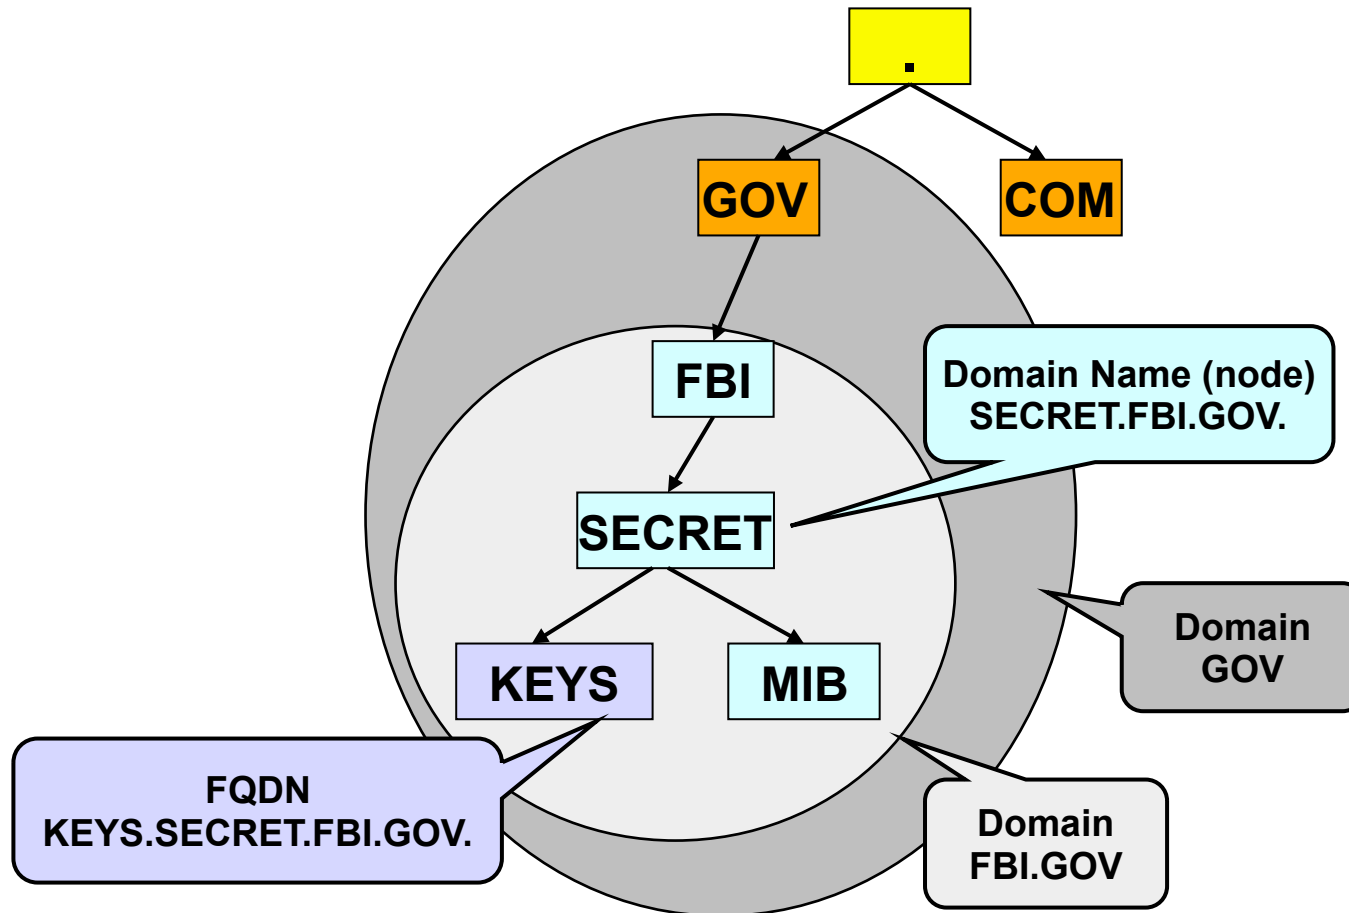 .
GOV
COM
FBI
Domain Name (node)
SECRET.FBI.GOV.
SECRET
Domain
GOV
KEYS
MIB
FQDN
KEYS.SECRET.FBI.GOV.
Domain
FBI.GOV